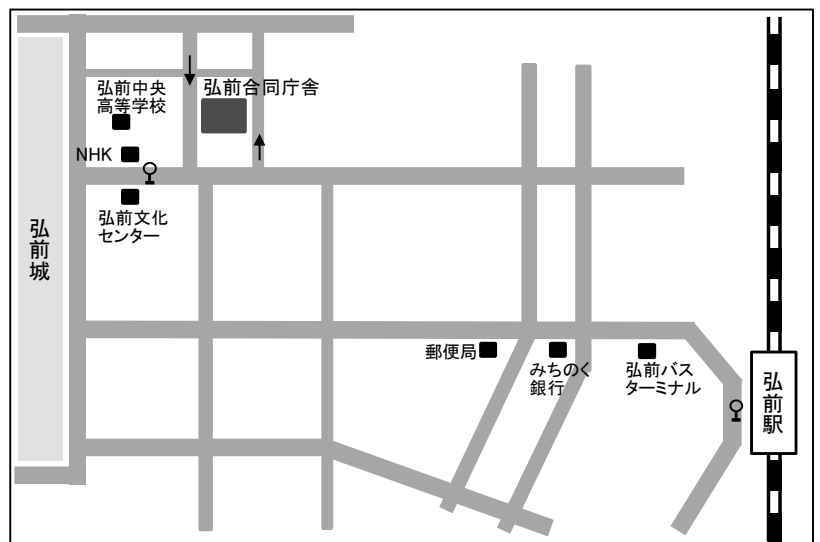 弘前中央
高等学校
弘前合同庁舎
NHK
弘前文化
センター
弘前城
郵便局
みちのく
銀行
弘前バス
ターミナル
弘前駅